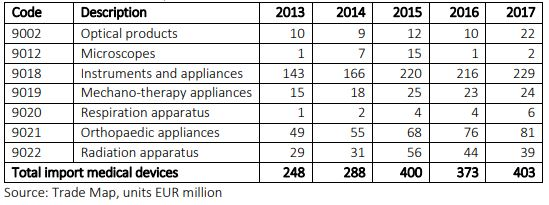 Code Description 2013 2014 2015 2016 2017
9002 Optical products 10 9 12 10 22
9012 Microscopes 1 7 15 1 2
9018 Instruments and appliances 143 166 220 216 229
9019 Mechano-therapy appliances 15 18 25 23 24
9020 Respiration apparatus 1 2 4 4 6
9021 Orthopaedic appliances 49 55 68 76 81
9022 Radiation apparatus 29 31 56 44 39
Total import medical devices 248 288 400 373 403
Source: Trade Map, units EUR million